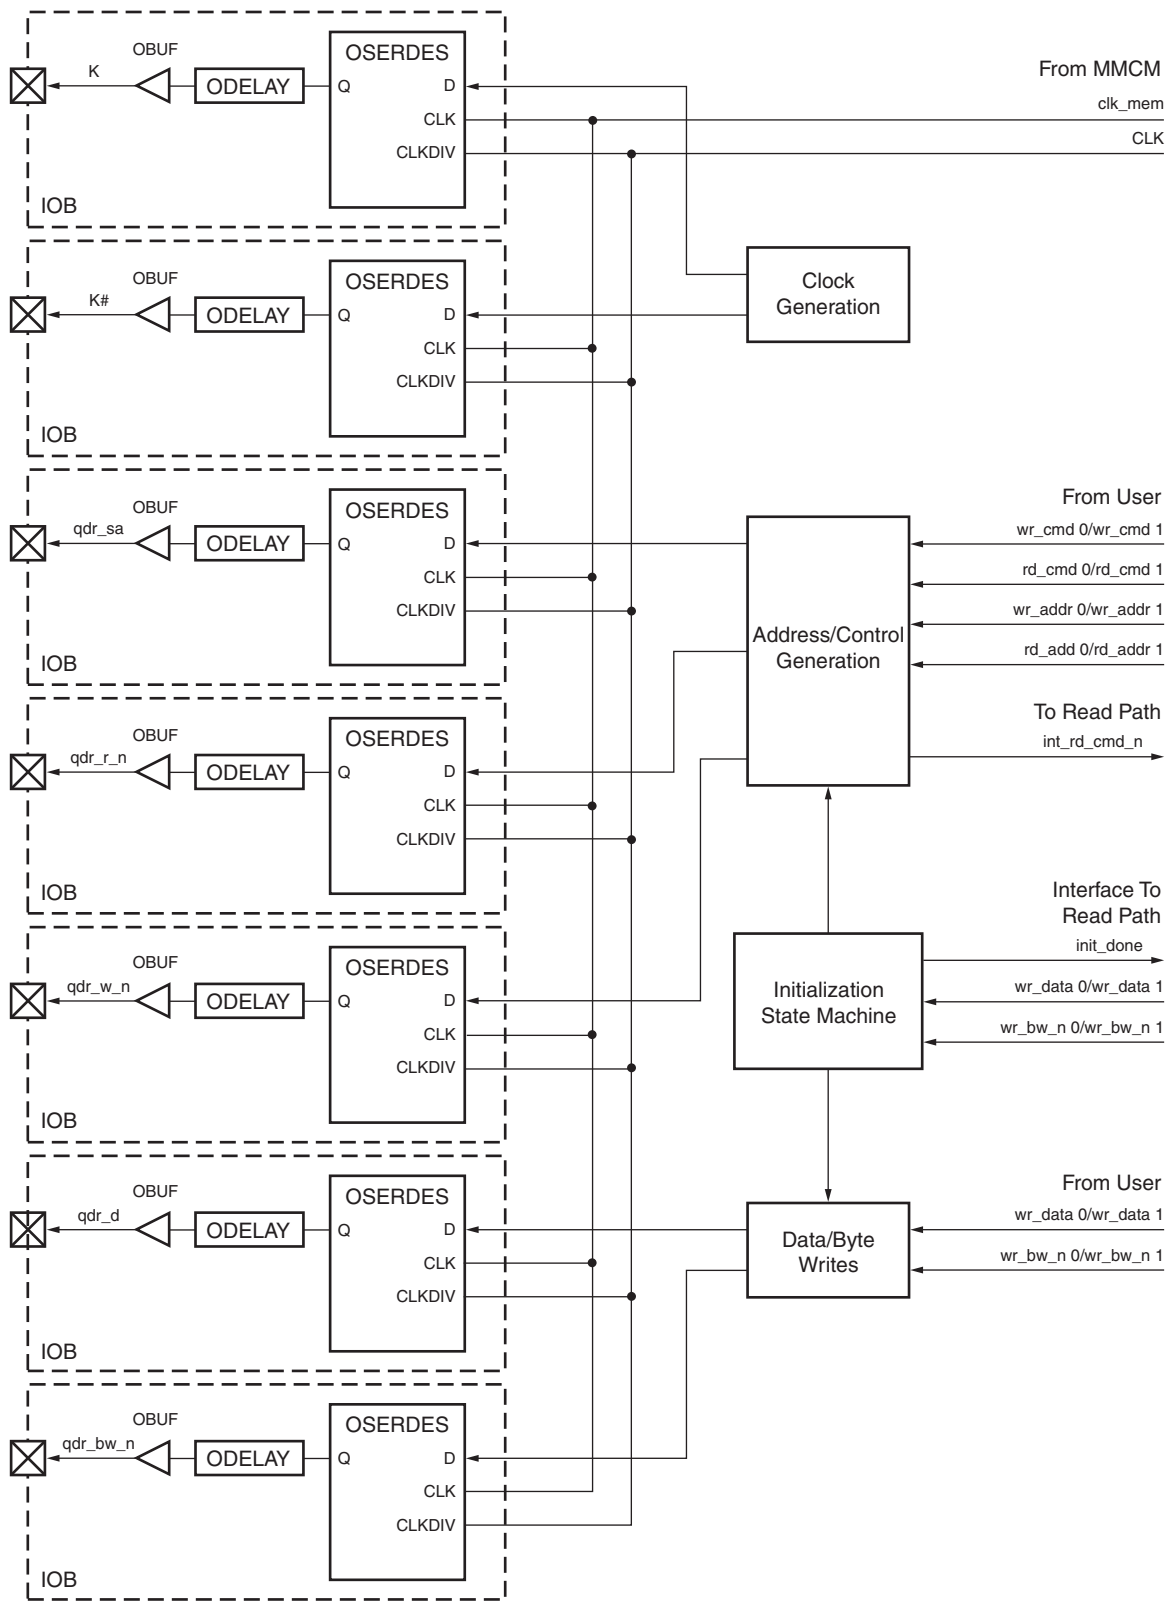 OBUF
OSERDES
K
ODELAY
Q
D
CLK
CLKDIV
IOB
From MMCM
clk_mem
CLK
OBUF
OSERDES
K#
ODELAY
Q
D
CLK
CLKDIV
IOB
Clock
Generation
OBUF
OSERDES
qdr_sa
ODELAY
Q
D
CLK
CLKDIV
IOB
From User
wr_cmd 0/wr_cmd 1
rd_cmd 0/rd_cmd 1
wr_addr 0/wr_addr 1
rd_add 0/rd_addr 1
Address/Control
Generation
To Read Path
int_rd_cmd_n
OBUF
OSERDES
qdr_r_n
ODELAY
Q
D
CLK
CLKDIV
IOB
Interface To
Read Path
init_done
wr_data 0/wr_data 1
wr_bw_n 0/wr_bw_n 1
Initialization
State Machine
OBUF
OSERDES
qdr_w_n
ODELAY
Q
D
CLK
CLKDIV
IOB
OBUF
OSERDES
qdr_d
ODELAY
Q
D
CLK
CLKDIV
IOB
From User
wr_data 0/wr_data 1
wr_bw_n 0/wr_bw_n 1
Data/Byte
Writes
OBUF
OSERDES
qdr_bw_n
ODELAY
Q
D
CLK
CLKDIV
IOB